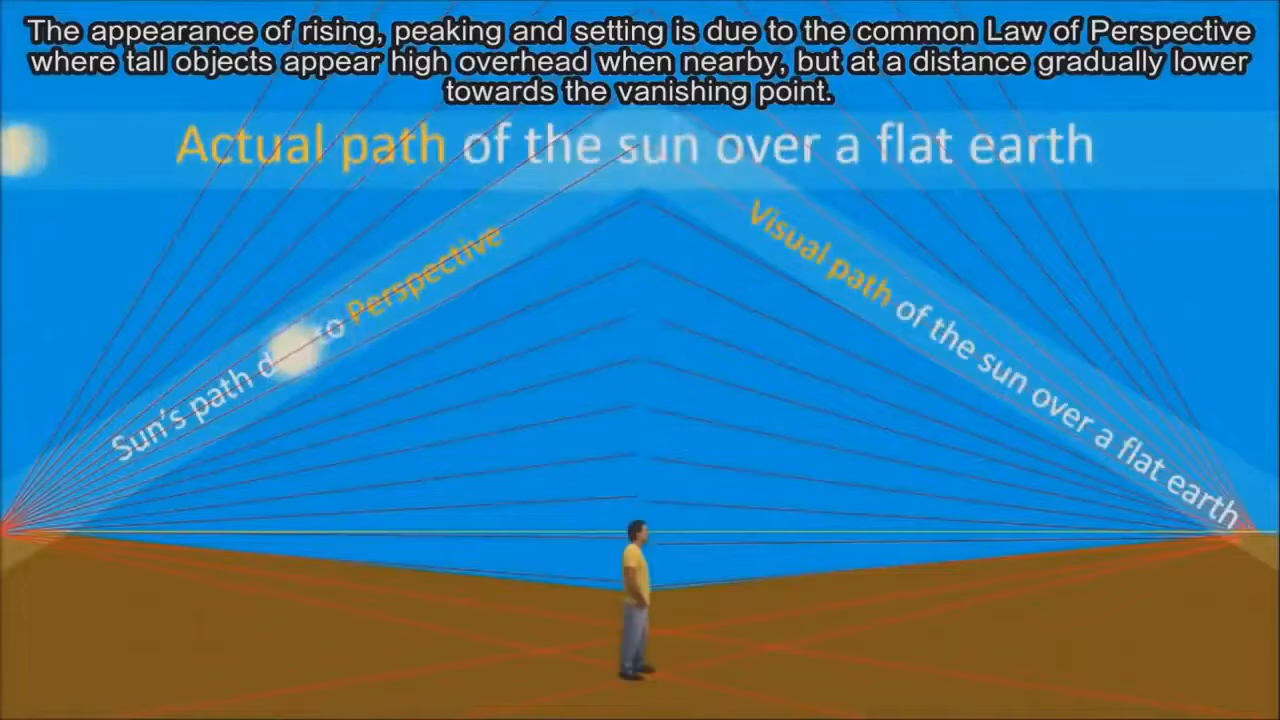 The appearance of rising, peaking and setting is due to the common Law of Perspective
where tall objects appear high overhead when nearby, but at a distance gradually lower
towards the vanishing point.
Actual path of the sun over a flat earth
Sun's path to Perspective
Visual path of the sun over a flat earth